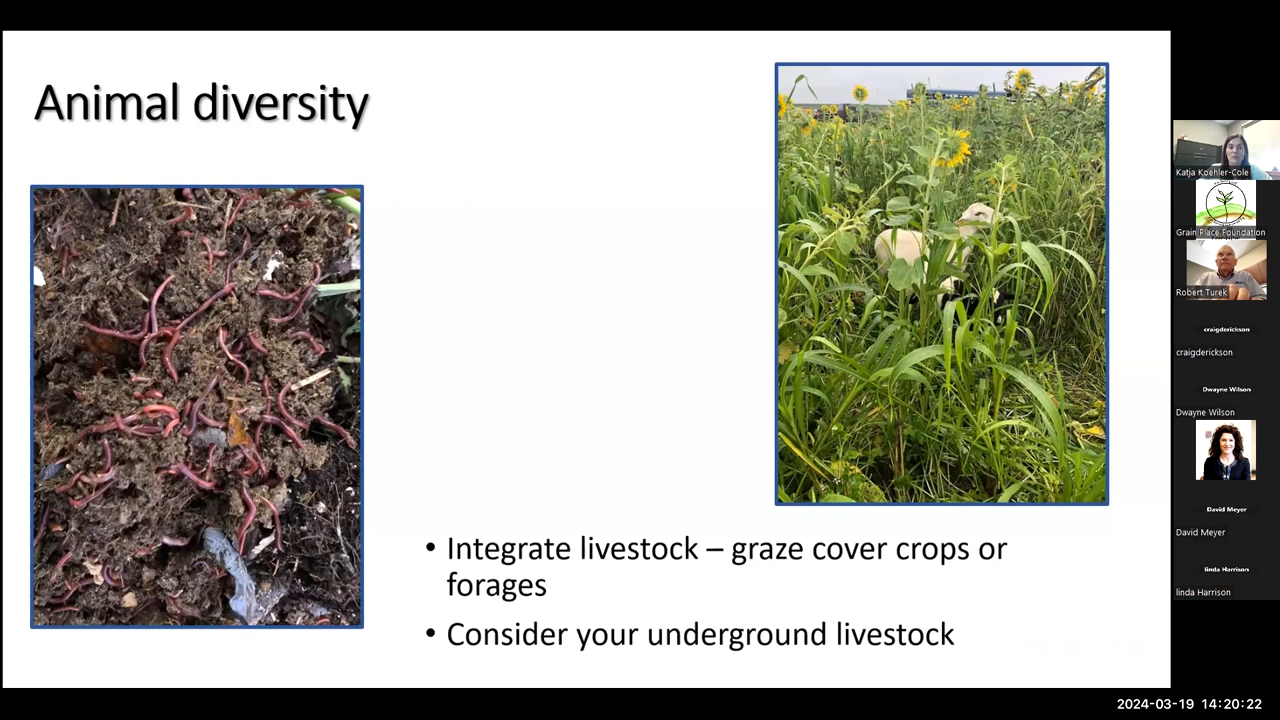 Animal diversity
• Integrate livestock – graze cover crops or
forages
• Consider your underground livestock
Katja Koehler-Cole
Grain Place Foundation
Robert Turek
craigderickson
craigderickson
Dwayne Wilson
Dwayne Wilson
David Meyer
David Meyer
linda Harrison
linda Harrison
2024-03-19 14:20:22